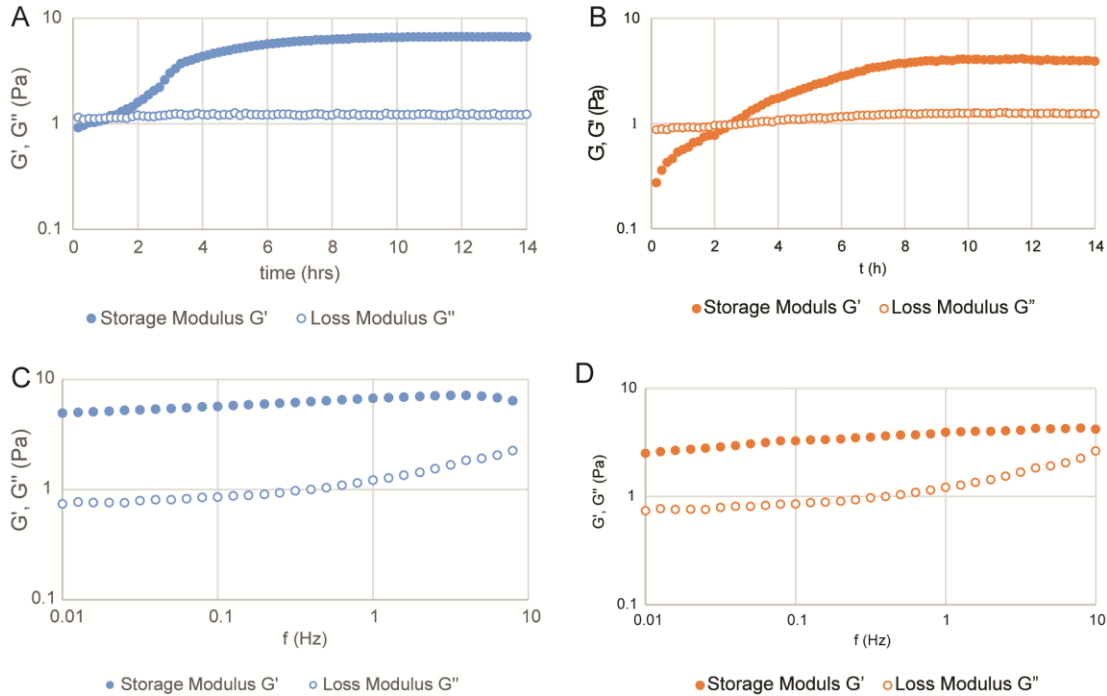 A
G', G'' (Pa)
10
1
0.1
0 2 4 6 8 10 12 14
time (hrs)
Storage Modulus G' Loss Modulus G''
B
G, G'' (Pa)
10
1
0.1
0 2 4 6 8 10 12 14
t (h)
Storage Moduls G' Loss Modulus G”
C
G', G'' (Pa)
10
1
0.1
0.01 0.1 1 10
f (Hz)
Storage Modulus G' Loss Modulus G''
D
G', G'' (Pa)
10
1
0.1
0.01 0.1 1 10
f (Hz)
Storage Moduls G' Loss Modulus G”